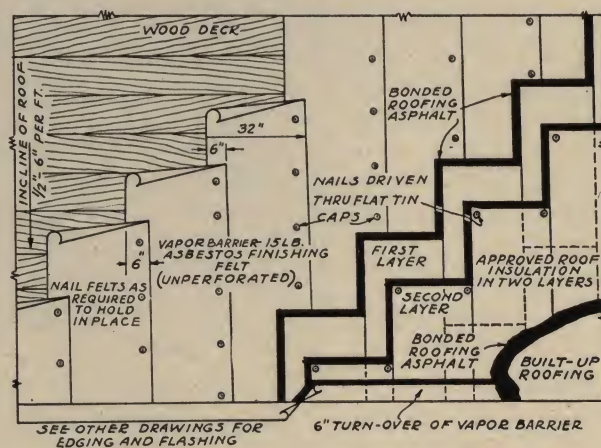 WOOD DECK
INCLINE OF ROOF
1/2"-6" PER FT.
32"
6"
BONDED
ROOFING
ASPHALT
NAILS DRIVEN
THRU FLAT TIN
CAPS
6"
VAPOR BARRIER-15LB.
ASBESTOS FINISHING
FELT
(UNPERFORATED)
NAIL FELTS AS
REQUIRED
TO HOLD
IN PLACE
FIRST
LAYER
SECOND
LAYER
APPROVED ROOF
INSULATION
IN TWO LAYERS
BONDED
ROOFING
ASPHALT
BUILT-UP
ROOFING
SEE OTHER DRAWINGS FOR
EDGING AND FLASHING
6" TURN-OVER OF VAPOR BARRIER